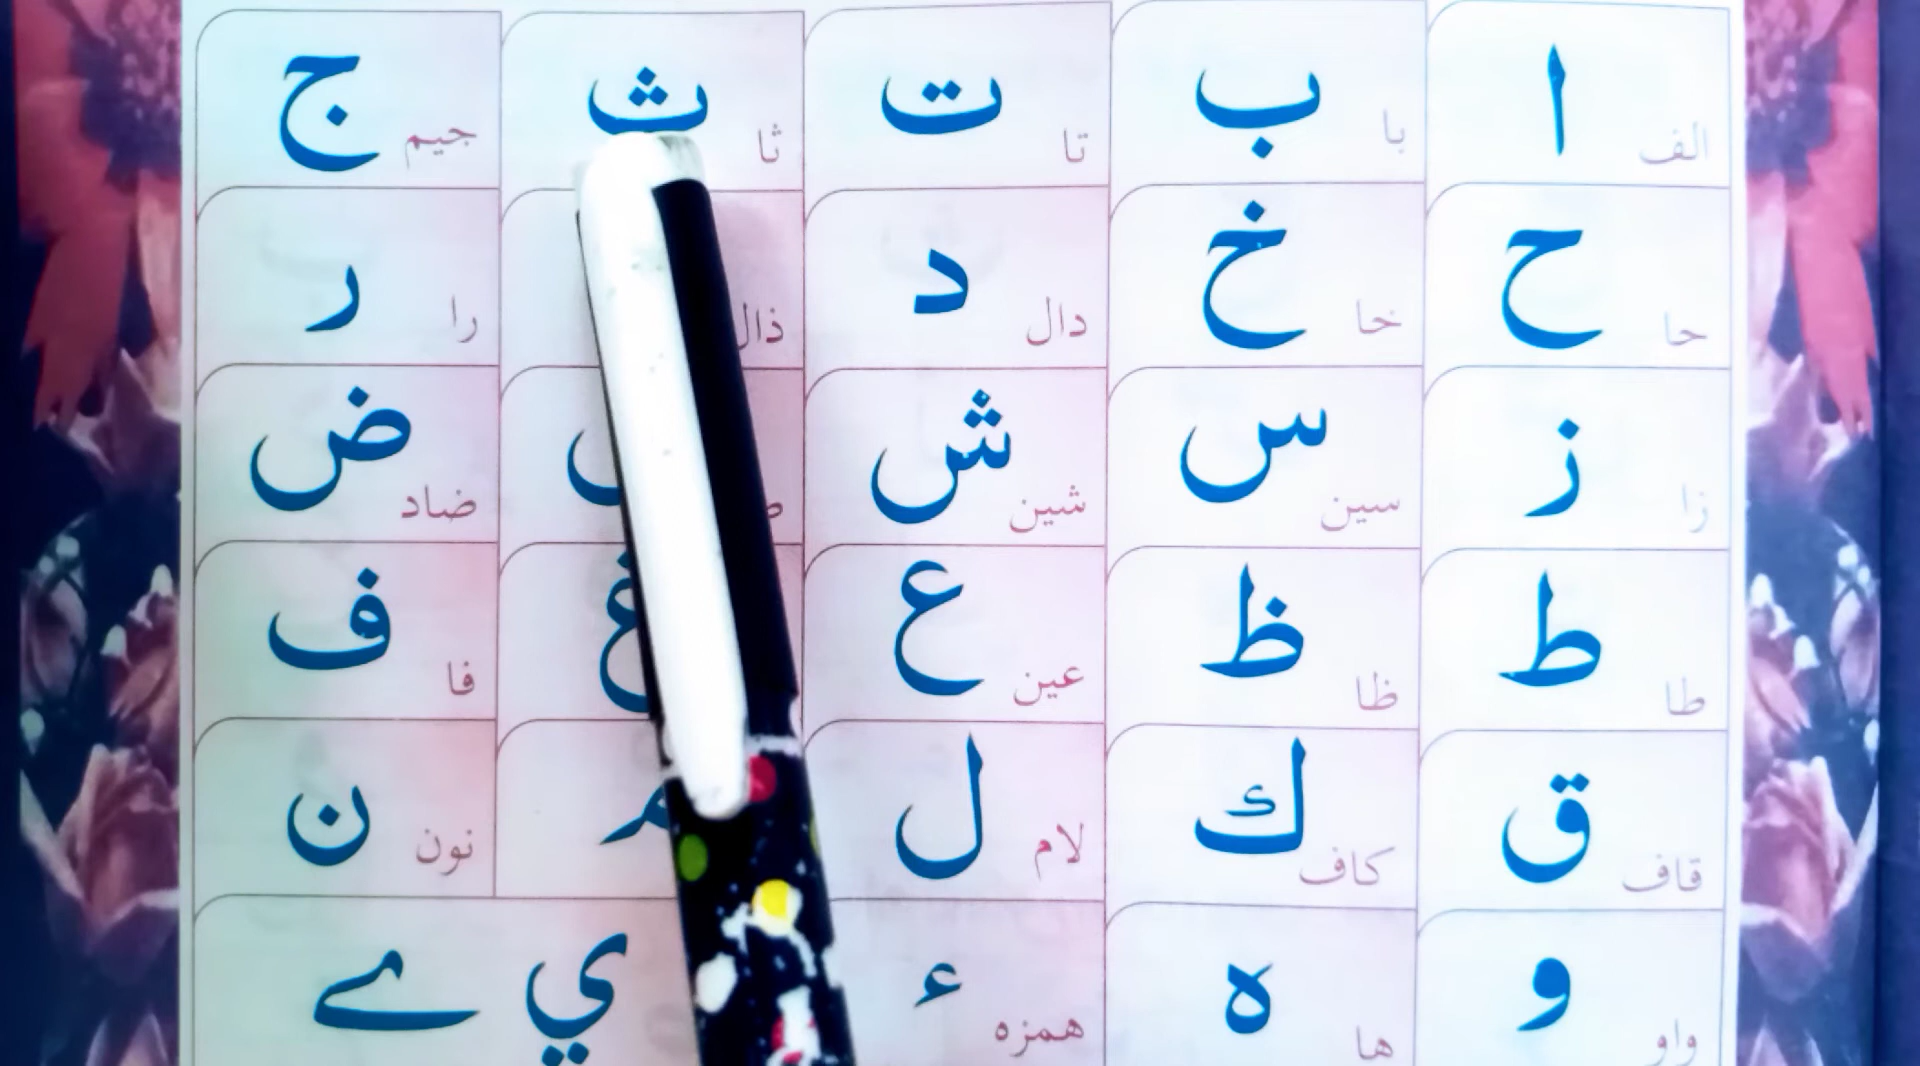 ا الف ب با ت تا ث ثا ج جيم
ح حا خ خا د دال ذال ر را
ز زا س سين ش شين ض ضاد
ط طا ظ ظا ع عين غ ف فا
ق قاف ك كاف ل لام م ن نون
و واو ه ها ء همزه ي ے